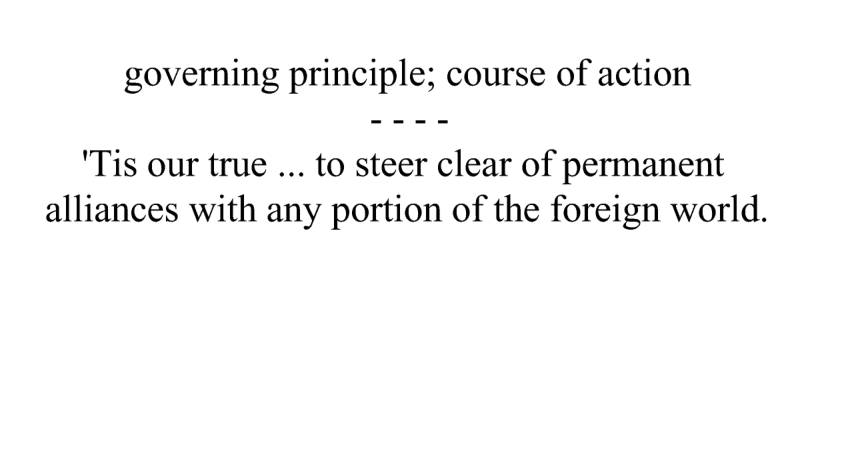 governing principle; course of action
- - - -
'Tis our true ... to steer clear of permanent
alliances with any portion of the foreign world.